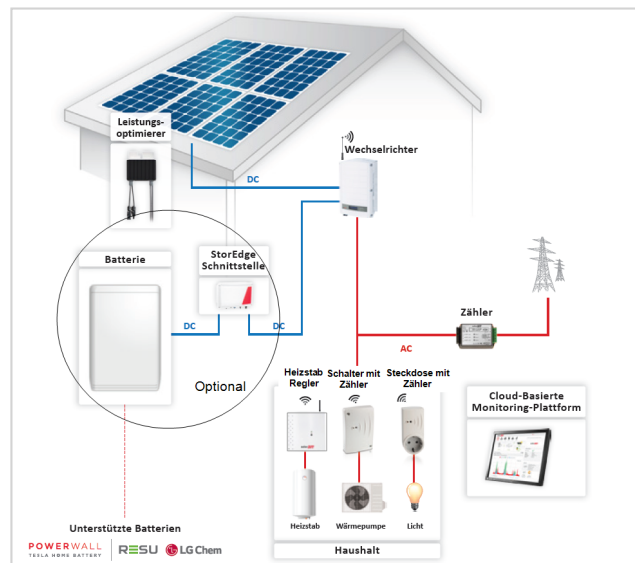 Leistungs-
optimierer
Wechselrichter
DC
Batterie
StorEdge
Schnittstelle
DC
DC
Optional
Zähler
AC
Heizstab
Regler
Schalter mit
Zähler
Steckdose mit
Zähler
Cloud-Basierte
Monitoring-Plattform
Heizstab
Wärmepumpe
Licht
Haushalt
Unterstützte Batterien
POWERWALL
TESLA HOME BATTERY
RESU
LG Chem